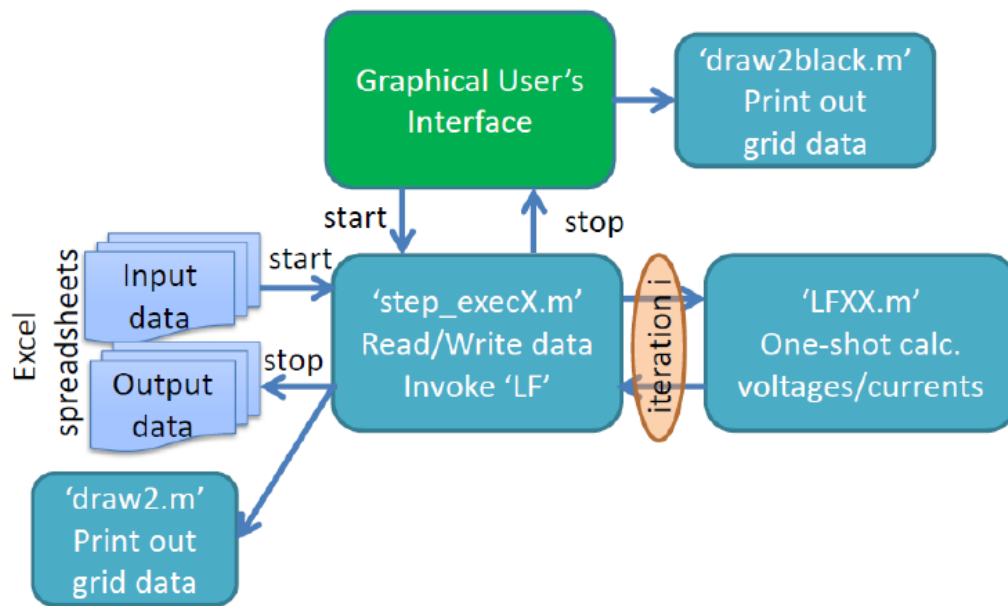 Graphical User's
Interface
'draw2black.m'
Print out
grid data
start
stop
Excel
spreadsheets
Input
data
start
'step_execX.m'
Read/Write data
Invoke 'LF'
iteration i
'LFXX.m'
One-shot calc.
voltages/currents
Output
data
stop
'draw2.m'
Print out
grid data